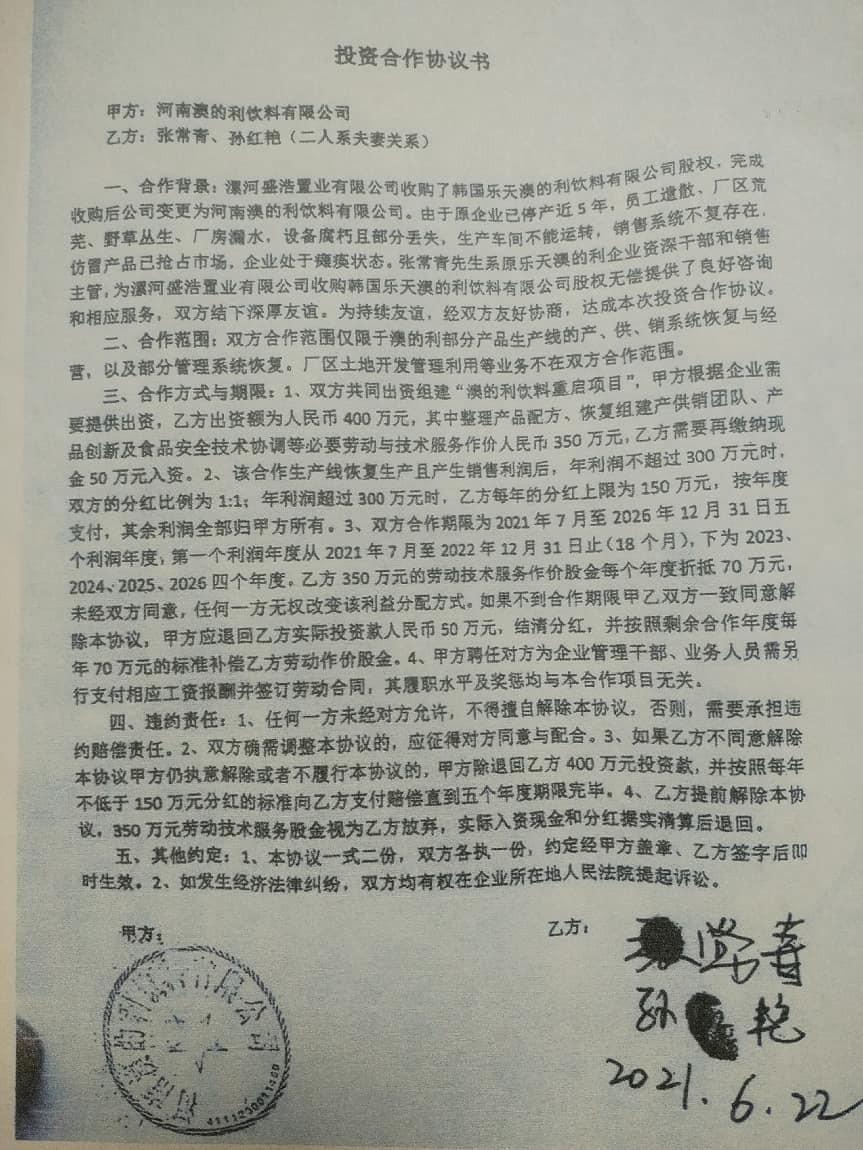 投资合作协议书
甲方：河南澳的利饮料有限公司
乙方：张常青、孙红艳（二人系夫妻关系）
一、合作背景：漯河盛浩置业有限公司收购了韩国乐天澳的利饮料有限公司股权，完成
收购后公司变更为河南澳的利饮料有限公司。由于原企业已停产近5年，员工遣散、厂区荒
芜、野草丛生、厂房漏水，设备腐朽且部分丢失，生产车间不能运转，销售系统不复存在，
仿冒产品已抢占市场，企业处于瘫痪状态。张常青先生系原乐天澳的利企业资深干部和销售
主管，为漯河盛浩置业有限公司收购韩国乐天澳的利饮料有限公司股权无偿提供了良好咨询
和相应服务，双方结下深厚友谊。为持续友谊，经双方友好协商，达成本次投资合作协议。
二、合作范围：双方合作范围仅限于澳的利部分产品生产线的产、供、销系统恢复与经
营，以及部分管理系统恢复。厂区土地开发管理利用等业务不在双方合作范围。
三、合作方式与期限：1、双方共同出资组建“澳的利饮料重启项目”，甲方根据企业需
要提供出资，乙方出资额为人民币400万元，其中整理产品配方、恢复组建产供销团队、产
品创新及食品安全技术协调等必要劳动与技术服务作价人民币350万元，乙方需要再缴纳现
金50万元入资。2、该合作生产线恢复生产且产生销售利润后，年利润不超过300万元时，
双方的分红比例为1:1；年利润超过300万元时，乙方每年的分红上限为150万元，按年度
支付，其余利润全部归甲方所有。3、双方合作期限为2021年7月至2026年12月31日五
个利润年度，第一个利润年度从2021年7月至2022年12月31日止（18个月），下为2023、
2024、2025、2026四个年度。乙方350万元的劳动技术服务作价股金每个年度折抵70万元，
未经双方同意，任何一方无权改变该利益分配方式。如果不到合作期限甲乙双方一致同意解
除本协议，甲方应退回乙方实际投资款人民币50万元，结清分红，并按照剩余合作年度每
年70万元的标准补偿乙方劳动作价股金。4、甲方聘任对方为企业管理干部、业务人员需另
行支付相应工资报酬并签订劳动合同，其履职水平及奖惩均与本合作项目无关。
四、违约责任：1、任何一方未经对方允许，不得擅自解除本协议，否则，需要承担违
约赔偿责任。2、双方确需调整本协议的，应征得对方同意与配合。3、如果乙方不同意解除
本协议甲方仍执意解除或者不履行本协议的，甲方除退回乙方400万元投资款，并按照每年
不低于150万元分红的标准向乙方支付赔偿直到五个年度期限完毕。4、乙方提前解除本协
议，350万元劳动技术服务股金视为乙方放弃，实际入资现金和分红据实清算后退回。
五、其他约定：1、本协议一式二份，双方各执一份，约定经甲方盖章、乙方签字后即
时生效。2、如发生经济法律纠纷，双方均有权在企业所在地人民法院提起诉讼。
甲方：
乙方：
常青
孙 艳
2021.6.22